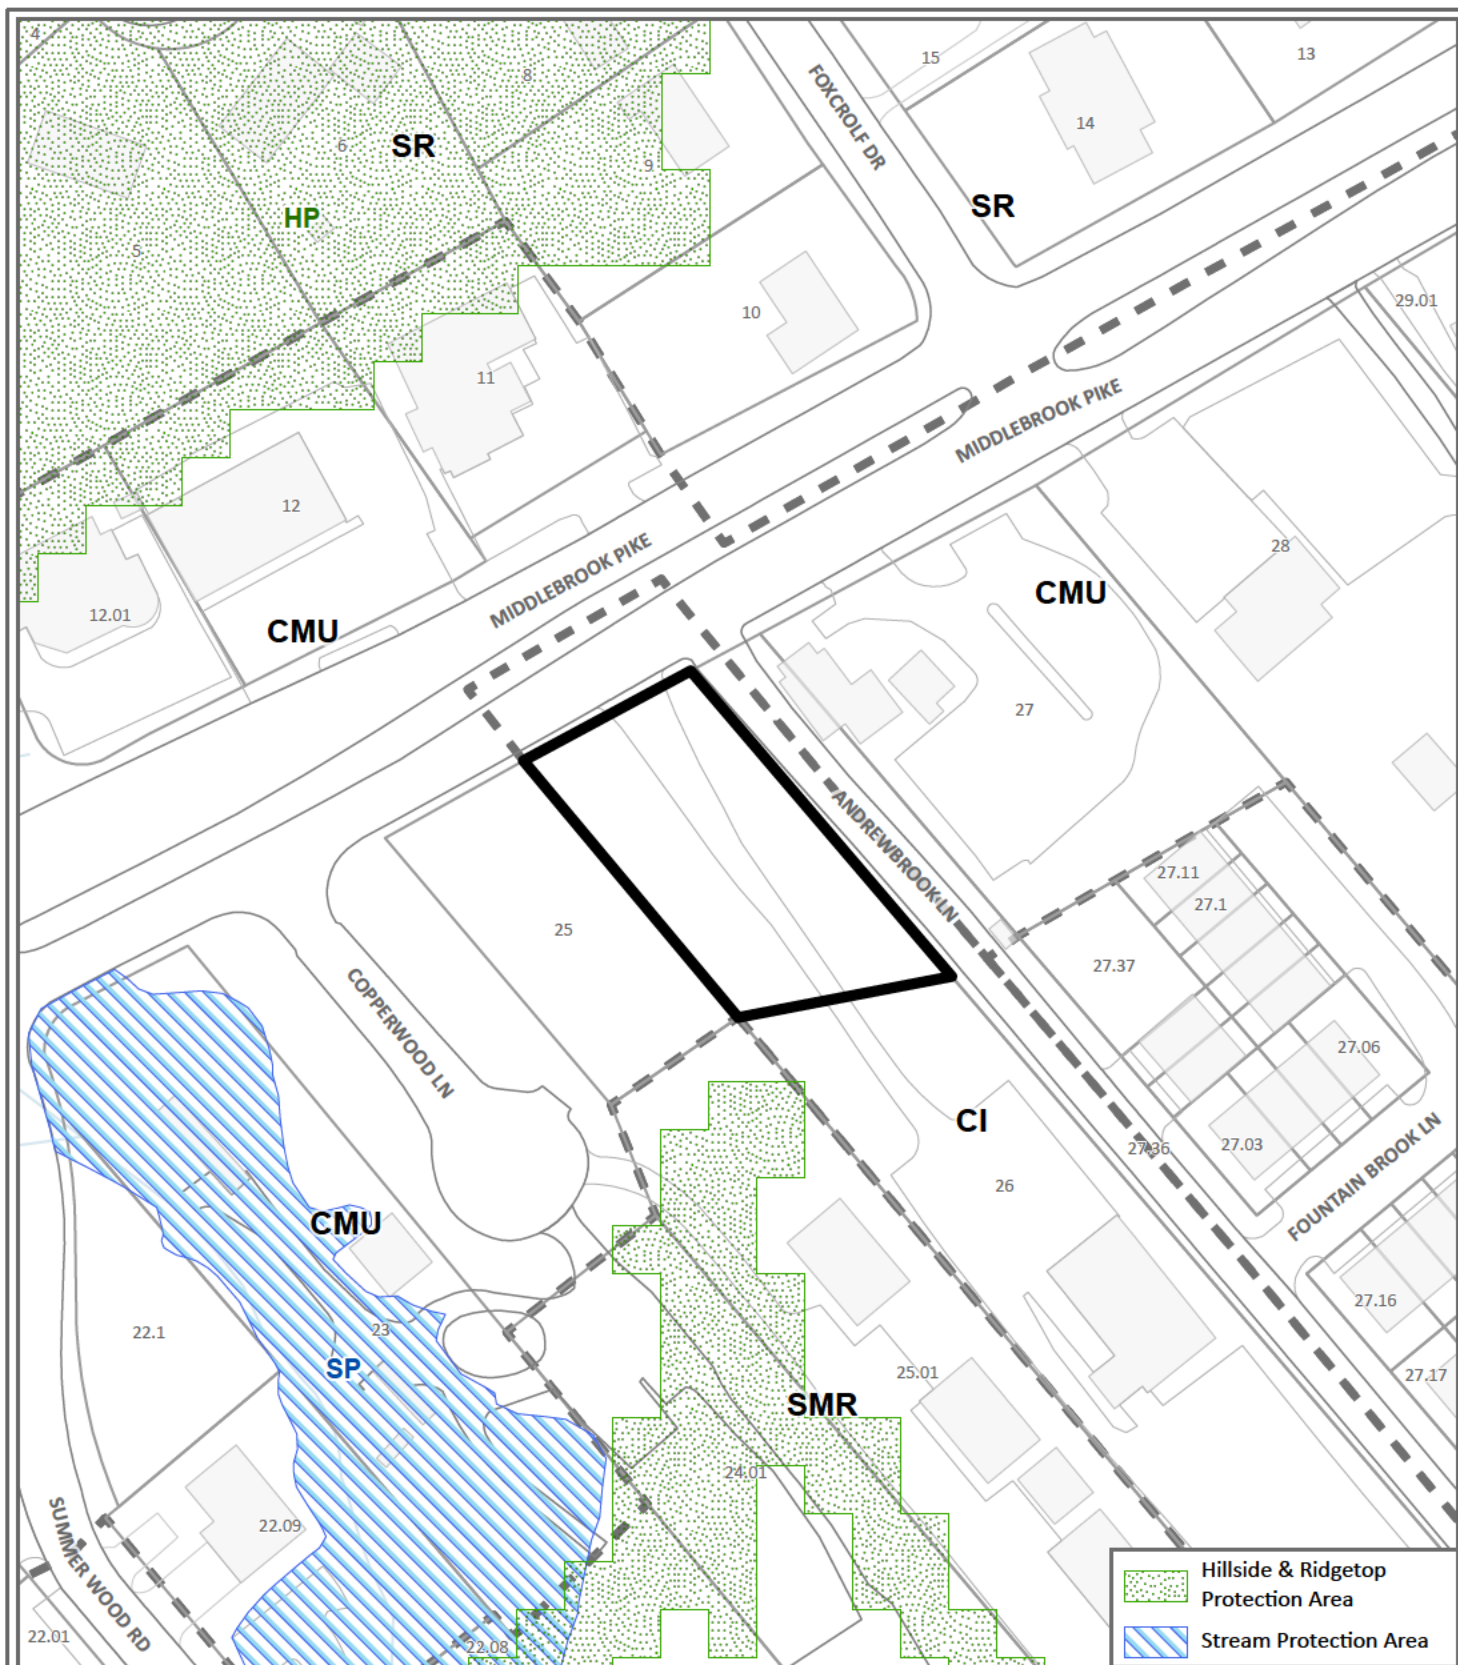 4
8
15
13
FOXCROLF DR
14
SR
6
9
SR
HP
5
29.01
10
11
MIDDLEBROOK PIKE
12
28
MIDDLEBROOK PIKE
CMU
12.01
CMU
27
ANDREWBROOK LN
27.11
27.1
25
27.37
COPPERWOOD LN
27.06
CI
27.36
27.03
26
FOUNTAIN BROOK LN
CMU
27.16
22.1
23
SP
25.01
27.17
SMR
24.01
SUMMER WOOD RD
22.09
Hillside & Ridgetop
Protection Area
22.01
22.08
Stream Protection Area